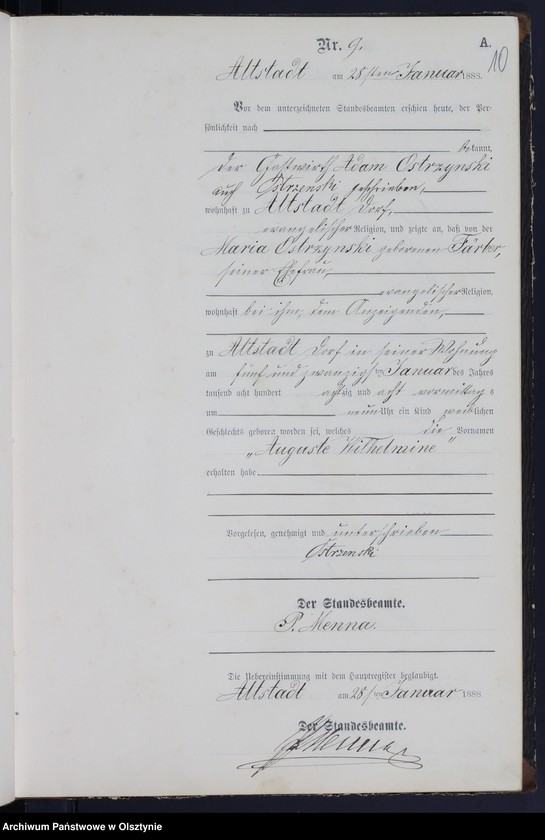 Nr. 9.
A.
10
Altstadt am 28sten Januar 1888.
Vor dem unterzeichneten Standesbeamten erschien heute, der Per-
sönlichkeit nach
bekannt,
der Gastwirth Adam Ostrzynski
auch Ostrzenski geschrieben,
wohnhaft zu Altstadt Dorf,
evangelischer Religion, und zeigte an, daß von der
Maria Ostrzynski geborenen Färber,
seiner Ehefrau,
evangelischer Religion,
wohnhaft bei ihm, dem Anzeigenden,
zu Altstadt Dorf in seiner Wohnung
am fünf und zwanzigsten Januar des Jahres
tausend acht hundert achtzig und acht vormittags
um neun Uhr ein Kind weiblichen
Geschlechts geboren worden sei, welches die Vornamen
"Auguste Wilhelmine"
erhalten habe.
Vorgelesen, genehmigt und unterschrieben
Ostrzenski
Der Standesbeamte.
P. Menna.
Die Uebereinstimmung mit dem Hauptregister beglaubigt.
Altstadt am 28sten Januar 1888
Der Standesbeamte.
P. Menna
Archiwum Państwowe w Olsztynie